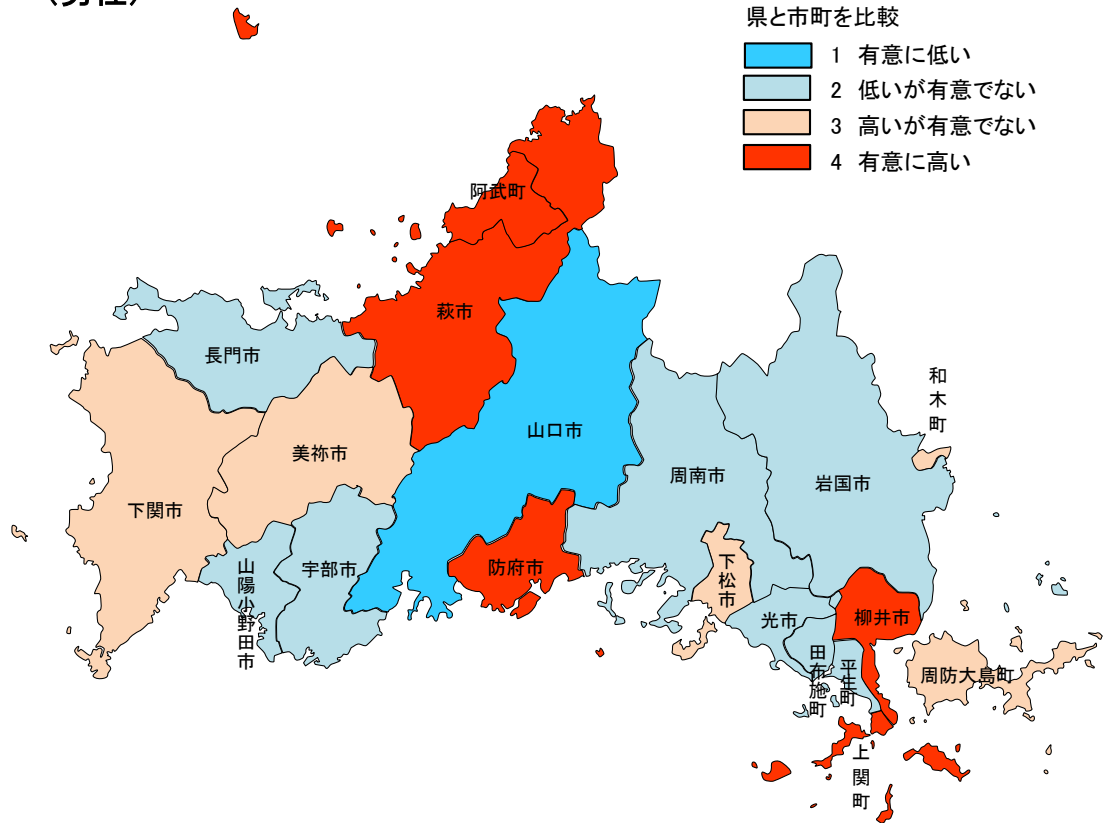 県と市町を比較
1 有意に低い
2 低いが有意でない
3 高いが有意でない
4 有意に高い
阿武町
萩市
長門市
和木町
山口市
美祢市
周南市
岩国市
下関市
宇部市
防府市
下松市
山陽小野田市
光市
柳井市
田布施町
平生町
周防大島町
上関町